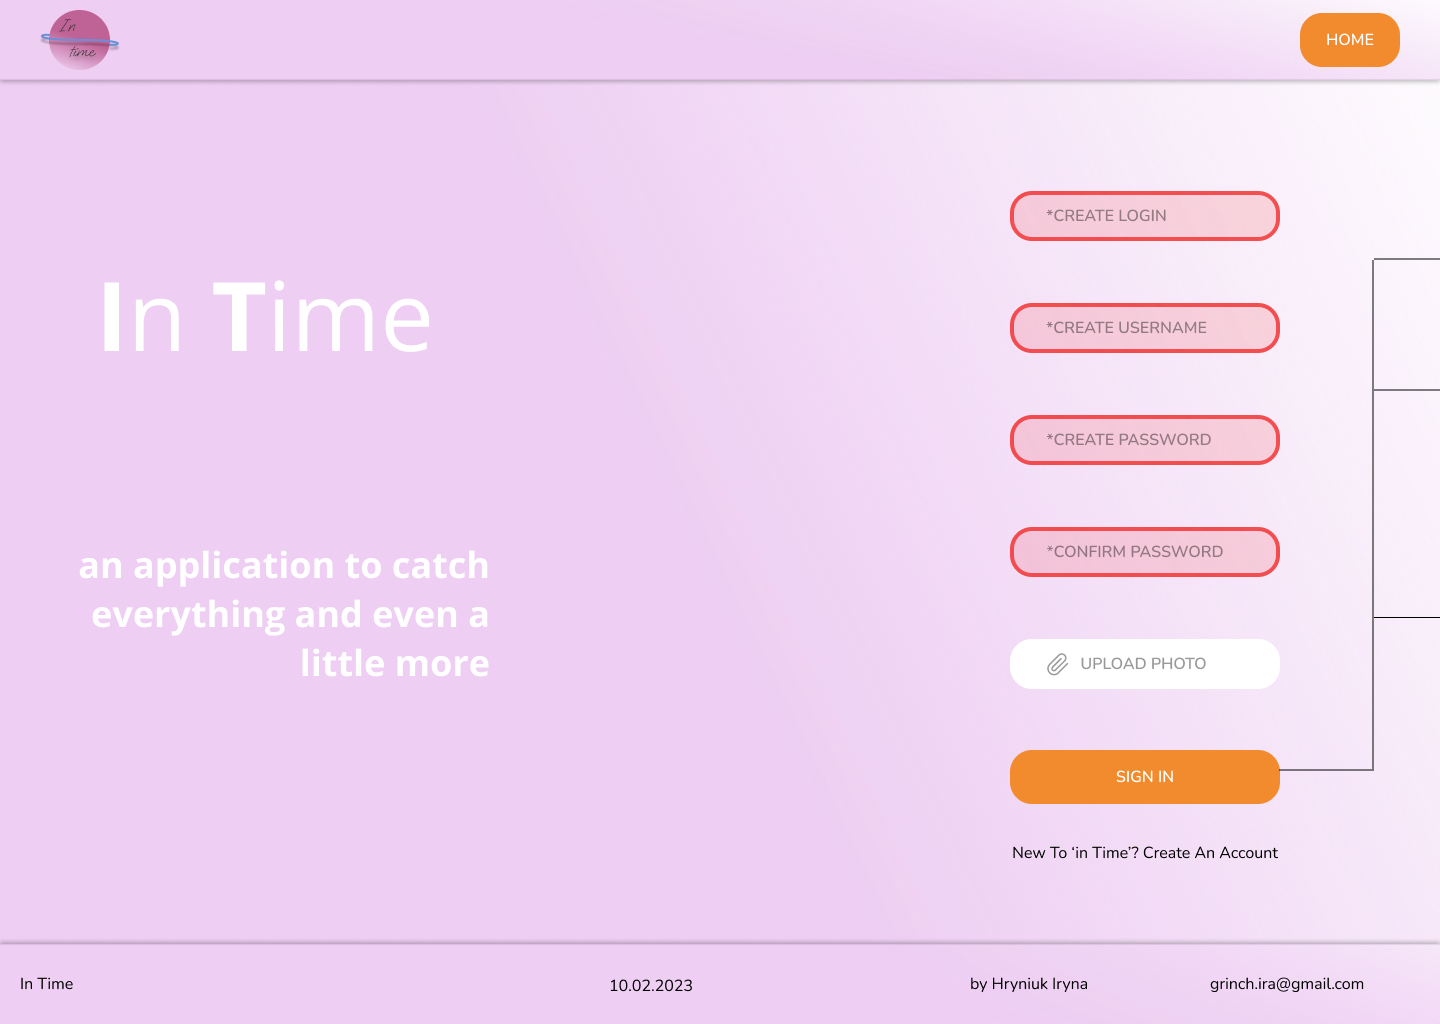 In
time
HOME
In Time
an application to catch
everything and even a
little more
*CREATE LOGIN
*CREATE USERNAME
*CREATE PASSWORD
*CONFIRM PASSWORD
UPLOAD PHOTO
SIGN IN
New To ‘in Time’? Create An Account
In Time
10.02.2023
by Hryniuk Iryna
grinch.ira@gmail.com